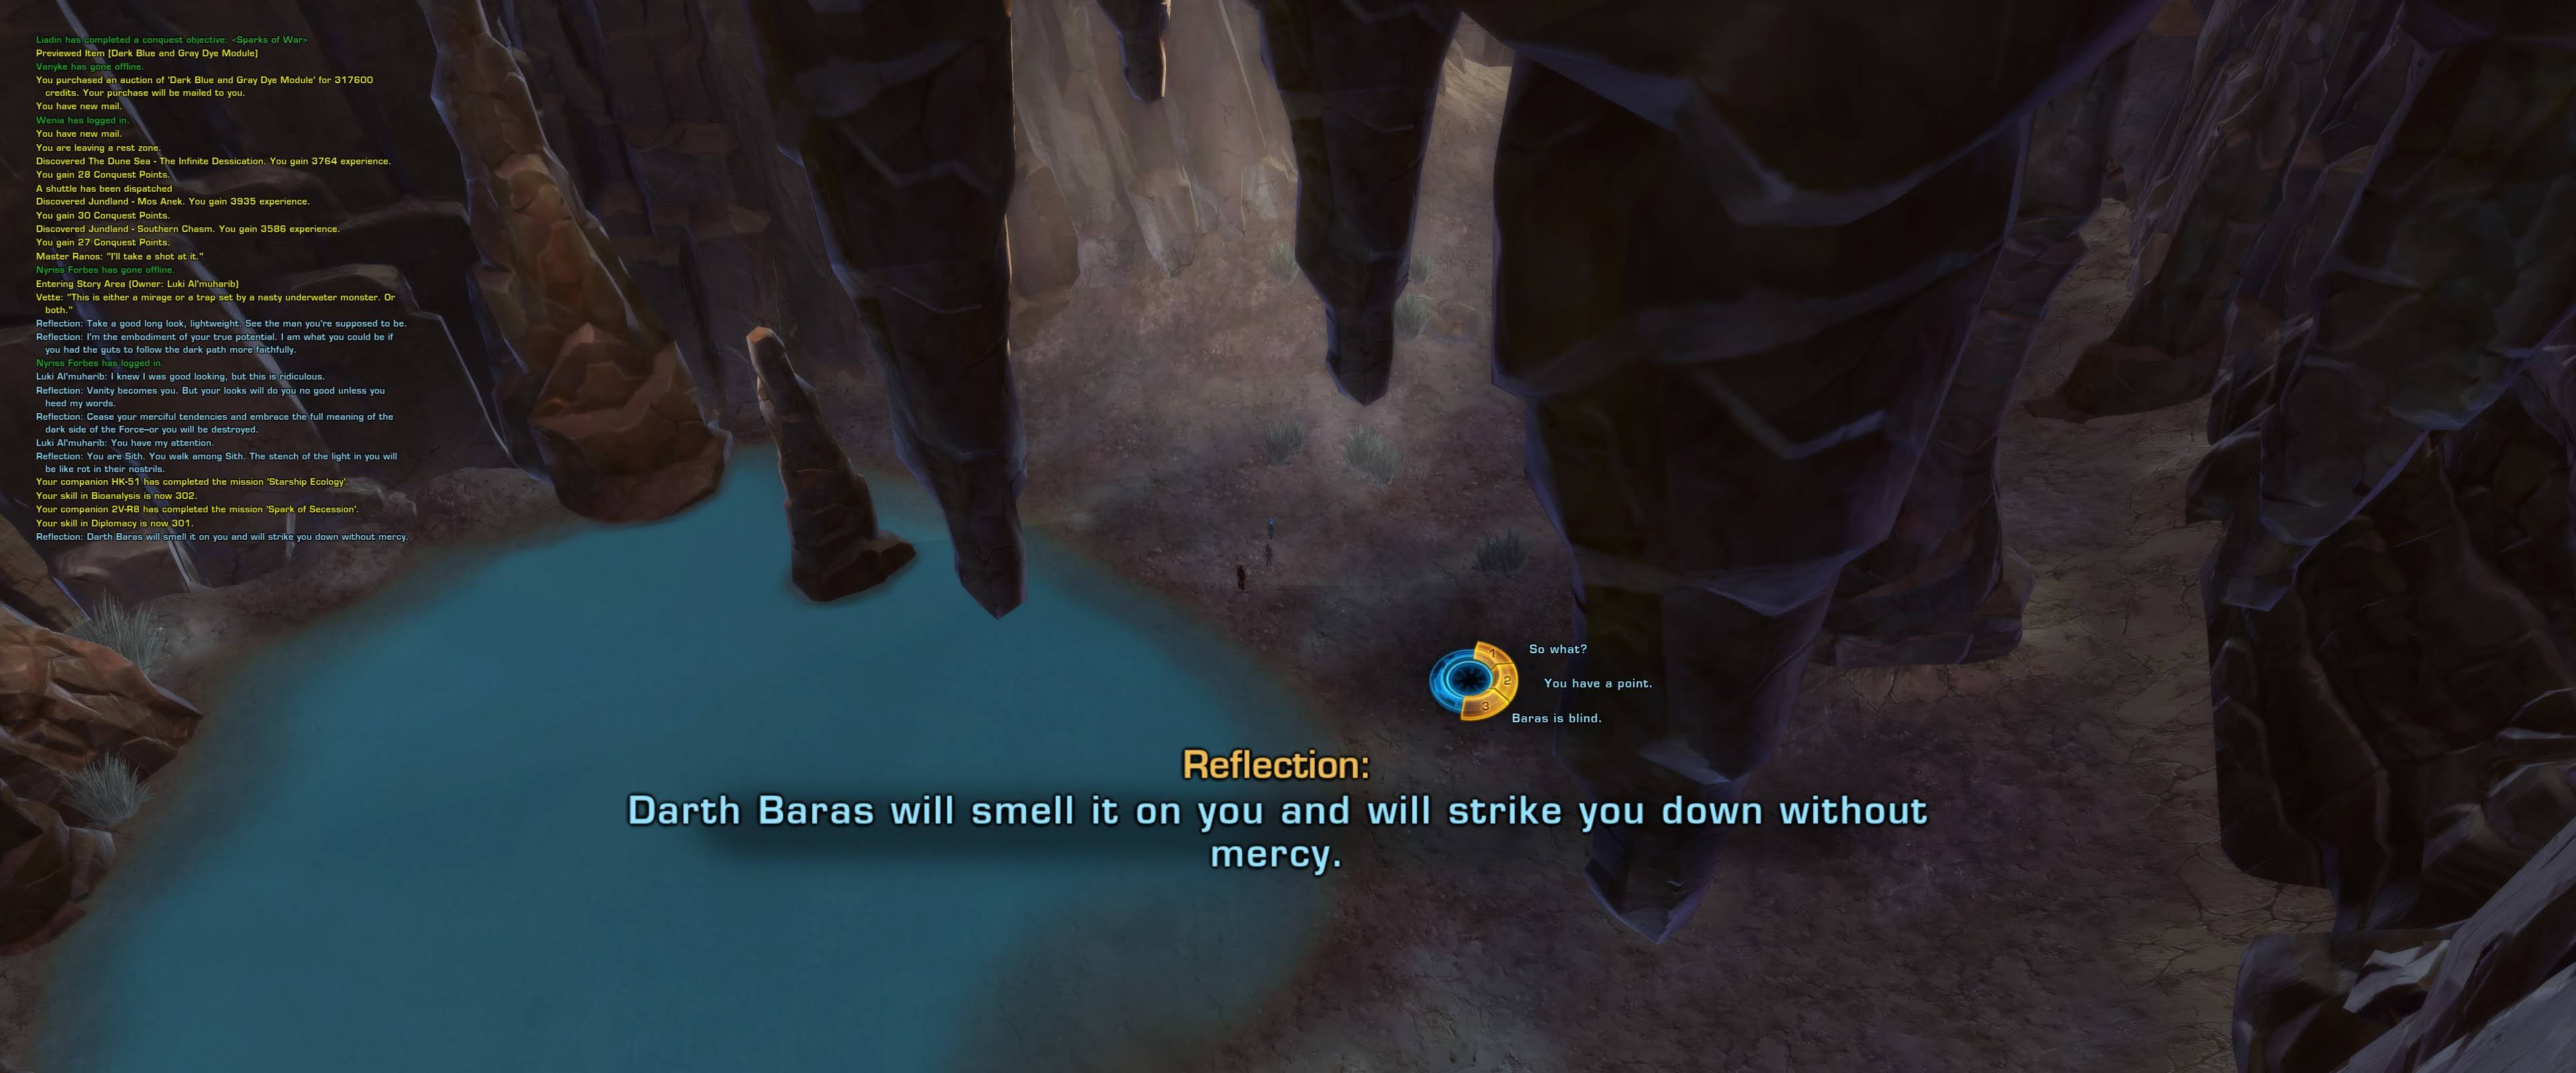 Liadin has completed a conquest objective: <Sparks of War>
Previewed Item [Dark Blue and Gray Dye Module]
Vanyke has gone offline.
You purchased an auction of 'Dark Blue and Gray Dye Module' for 317600
credits. Your purchase will be mailed to you.
You have new mail.
Wenia has logged in.
You have new mail.
You are leaving a rest zone.
Discovered The Dune Sea - The Infinite Dessication. You gain 3764 experience.
You gain 28 Conquest Points.
A shuttle has been dispatched
Discovered Jundland - Mos Anek. You gain 3935 experience.
You gain 30 Conquest Points.
Discovered Jundland - Southern Chasm. You gain 3586 experience.
You gain 27 Conquest Points.
Master Ranos: "I'll take a shot at it."
Nyriss Forbes has gone offline.
Entering Story Area (Owner: Luki Al'muharib)
Vette: "This is either a mirage or a trap set by a nasty underwater monster. Or
both."
Reflection: Take a good long look, lightweight. See the man you're supposed to be.
Reflection: I'm the embodiment of your true potential. I am what you could be if
you had the guts to follow the dark path more faithfully.
Nyriss Forbes has logged in.
Luki Al'muharib: I knew I was good looking, but this is ridiculous.
Reflection: Vanity becomes you. But your looks will do you no good unless you
heed my words.
Reflection: Cease your merciful tendencies and embrace the full meaning of the
dark side of the Force—or you will be destroyed.
Luki Al'muharib: You have my attention.
Reflection: You are Sith. You walk among Sith. The stench of the light in you will
be like rot in their nostrils.
Your companion HK-51 has completed the mission 'Starship Ecology'.
Your skill in Bioanalysis is now 302.
Your companion 2V-R8 has completed the mission 'Spark of Secession'.
Your skill in Diplomacy is now 301.
Reflection: Darth Baras will smell it on you and will strike you down without mercy.
1 So what?
2 You have a point.
3 Baras is blind.
Reflection:
Darth Baras will smell it on you and will strike you down without
mercy.